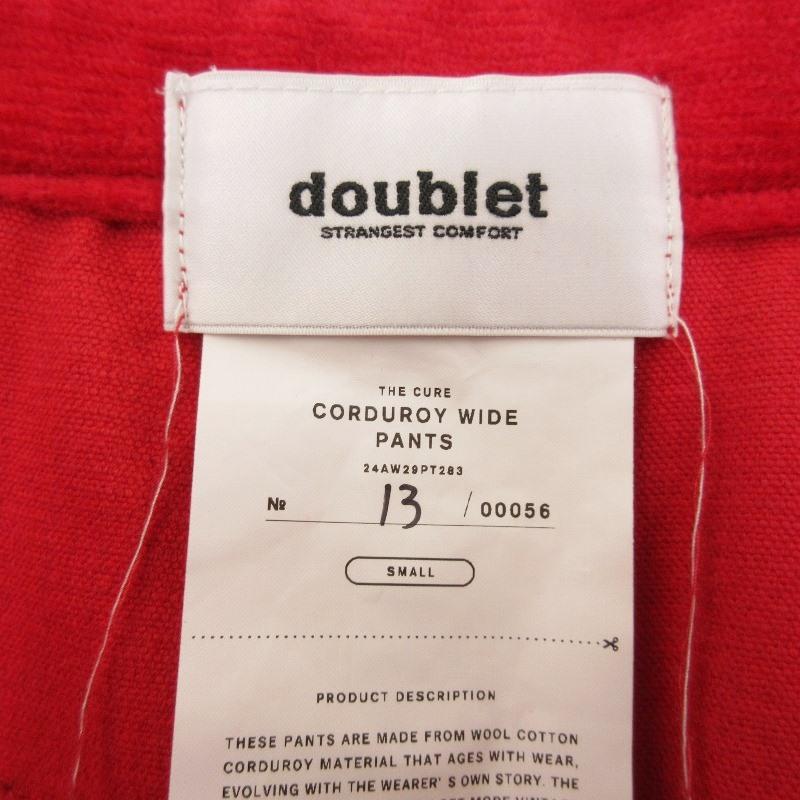 doublet
STRANGEST COMFORT
THE CURE
CORDUROY WIDE
PANTS
24AW29PT283
№ 13 / 00056
SMALL
PRODUCT DESCRIPTION
THESE PANTS ARE MADE FROM WOOL COTTON
CORDUROY MATERIAL THAT AGES WITH WEAR,
EVOLVING WITH THE WEARER' S OWN STORY. THE
MORE